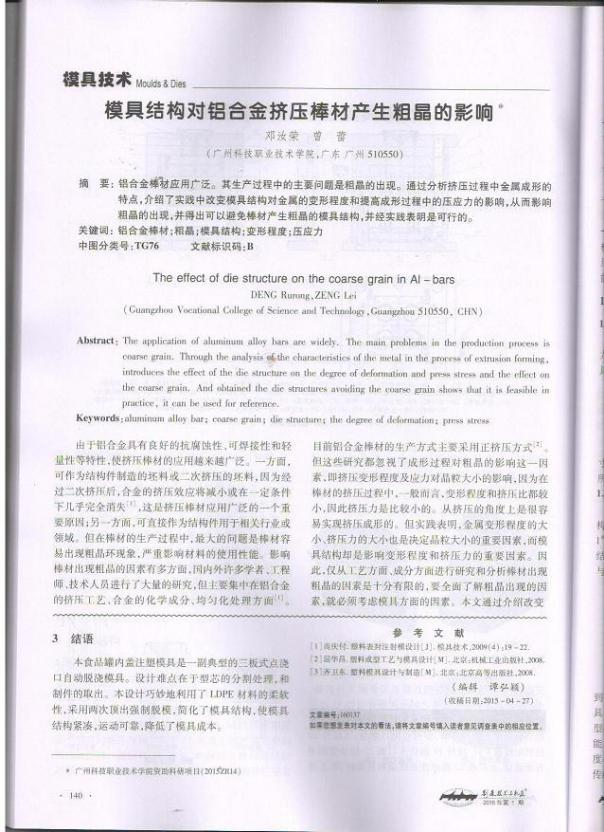 模具技术 Moulds & Dies
模具结构对铝合金挤压棒材产生粗晶的影响*
邓汝荣 曾 蕾
(广州科技职业技术学院,广东 广州 510550)
摘 要: 铝合金棒材应用广泛。其生产过程中的主要问题是粗晶的出现。通过分析挤压过程中金属成形的
特点,介绍了实践中改变模具结构对金属的变形程度和提高成形过程中的压应力的影响,从而影响
粗晶的出现,并得出可以避免棒材产生粗晶的模具结构,并经实践表明是可行的。
关键词: 铝合金棒材;粗晶;模具结构;变形程度;压应力
中图分类号:TG76 文献标识码:B
The effect of die structure on the coarse grain in Al – bars
DENG Rurong,ZENG Lei
(Guangzhou Vocational College of Science and Technology,Guangzhou 510550, CHN)
Abstract: The application of aluminum alloy bars are widely. The main problems in the production process is
coarse grain. Through the analysis of the characteristics of the metal in the process of extrusion forming,
introduces the effect of the die structure on the degree of deformation and press stress and the effect on
the coarse grain. And obtained the die structures avoiding the coarse grain shows that it is feasible in
practice, it can be used for reference.
Keywords:aluminum alloy bar; coarse grain; die structure; the degree of deformation; press stress
由于铝合金具有良好的抗腐蚀性,可焊接性和轻
量性等特性,使挤压棒材的应用越来越广泛。一方面,
可作为结构件制造的坯料或二次挤压的坯料,因为经
过二次挤压后,合金的挤压效应将减小或在一定条件
下几乎完全消失[1],这是挤压棒材应用广泛的一个重
要原因;另一方面,可直接作为结构件用于相关行业或
领域。但在棒材的生产过程中,最大的问题是棒材容
易出现粗晶环现象,严重影响材料的使用性能。影响
棒材出现粗晶的因素有多方面,国内外许多学者、工程
师、技术人员进行了大量的研究,但主要集中在铝合金
的挤压工艺、合金的化学成分、均匀化处理方面[1]。
目前铝合金棒材的生产方式主要采用正挤压方式[2]。
但这些研究都忽视了成形过程对粗晶的影响这一因
素,即挤压变形程度及应力对晶粒大小的影响,因为在
棒材的挤压过程中,一般而言,变形程度和挤压比都较
小,因此挤压力是比较小的。从挤压的角度上是很容
易实现挤压成形的。但实践表明,金属变形程度的大
小、挤压力的大小也是决定晶粒大小的重要因素,而模
具结构却是影响变形程度和挤压力的重要因素。因
此,仅从工艺方面、成分方面进行研究和分析棒材出现
粗晶的因素是十分有限的,要全面了解粗晶出现的因
素,就必须考虑模具方面的因素。本文通过介绍改变
3 结语
本食品罐内盖注塑模具是一副典型的三板式点浇
口自动脱浇模具。设计难点在于型芯的分割处理,和
制件的取出。本设计巧妙地利用了LDPE材料的柔软
性,采用两次顶出强制脱模,简化了模具结构,使模具
结构紧凑,运动可靠,降低了模具成本。
参 考 文 献
塑料表封注射模设计[J]. 模具技术,2009(4):19-22.
塑料成型工艺与模具设计[M]. 北京:机械工业出版社,2008.
[3]齐卫东. 塑料模具设计与制造[M]. 北京:北京高等出版社,2008.
(编辑 谭弘颖)
(收稿日期:2015-04-27)
文章编号:160137
如果您想发表对本文的看法,请将文章编号填入读者意见调查表中的相应位置。
* 广州科技职业技术学院资助科研项目(2015ZR14)
· 140 ·
2016年第1期